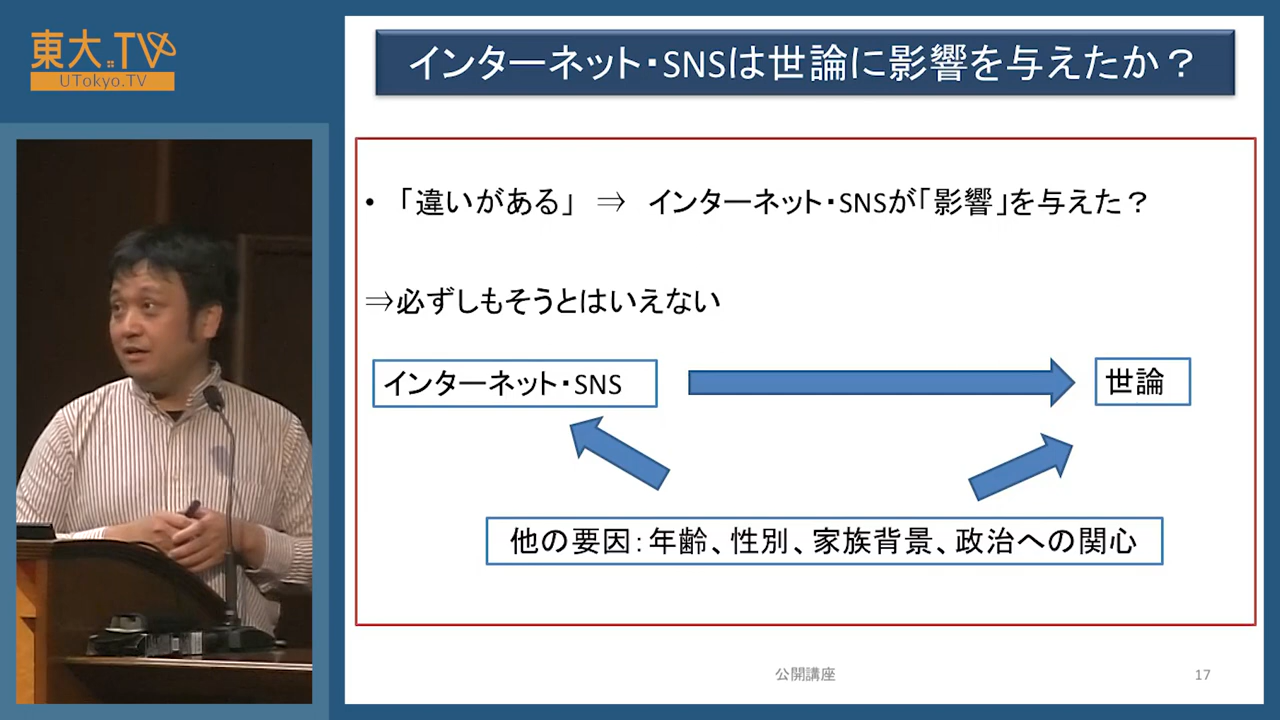 東大.TV
UTokyo.TV
インターネット・SNSは世論に影響を与えたか？
• 「違いがある」 ⇒ インターネット・SNSが「影響」を与えた？
⇒必ずしもそうとはいえない
インターネット・SNS
世論
他の要因：年齢、性別、家族背景、政治への関心
公開講座
17